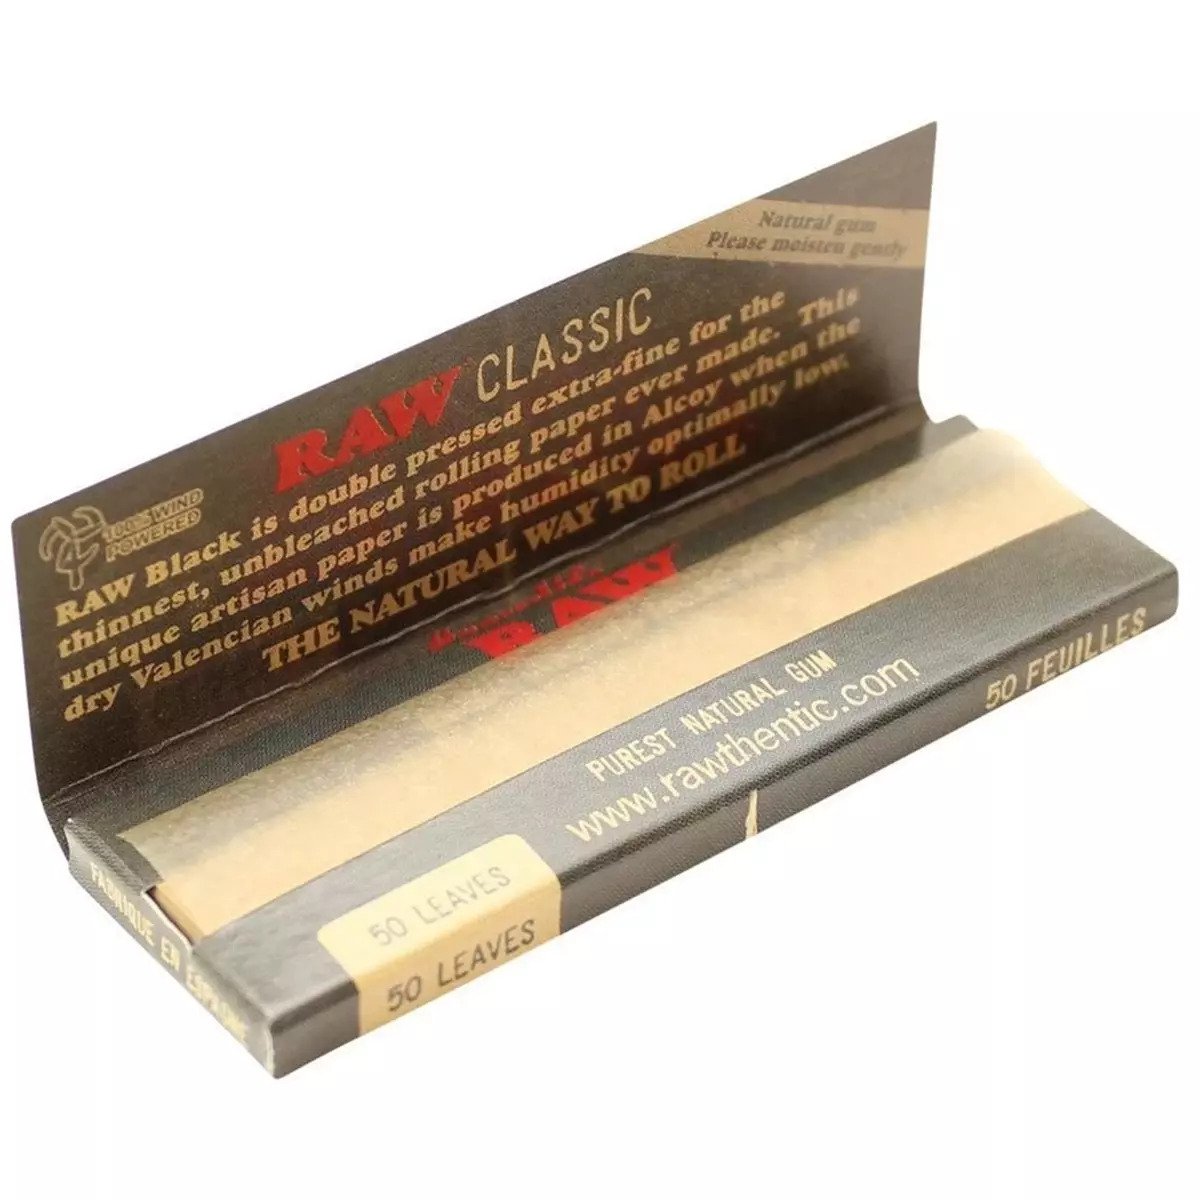 Natural gum
Please moisten gently
RAW CLASSIC
100% WIND
POWERED
RAW Black is double pressed extra-fine for the
thinnest, unbleached rolling paper ever made. This
unique artisan paper is produced in Alcoy when the
dry Valencian winds make humidity optimally low.
THE NATURAL WAY TO ROLL
RAW
PUREST NATURAL GUM
www.rawthentic.com
50 FEUILLES
50 LEAVES
50 LEAVES
FABRIQUE EN ESPAGNE